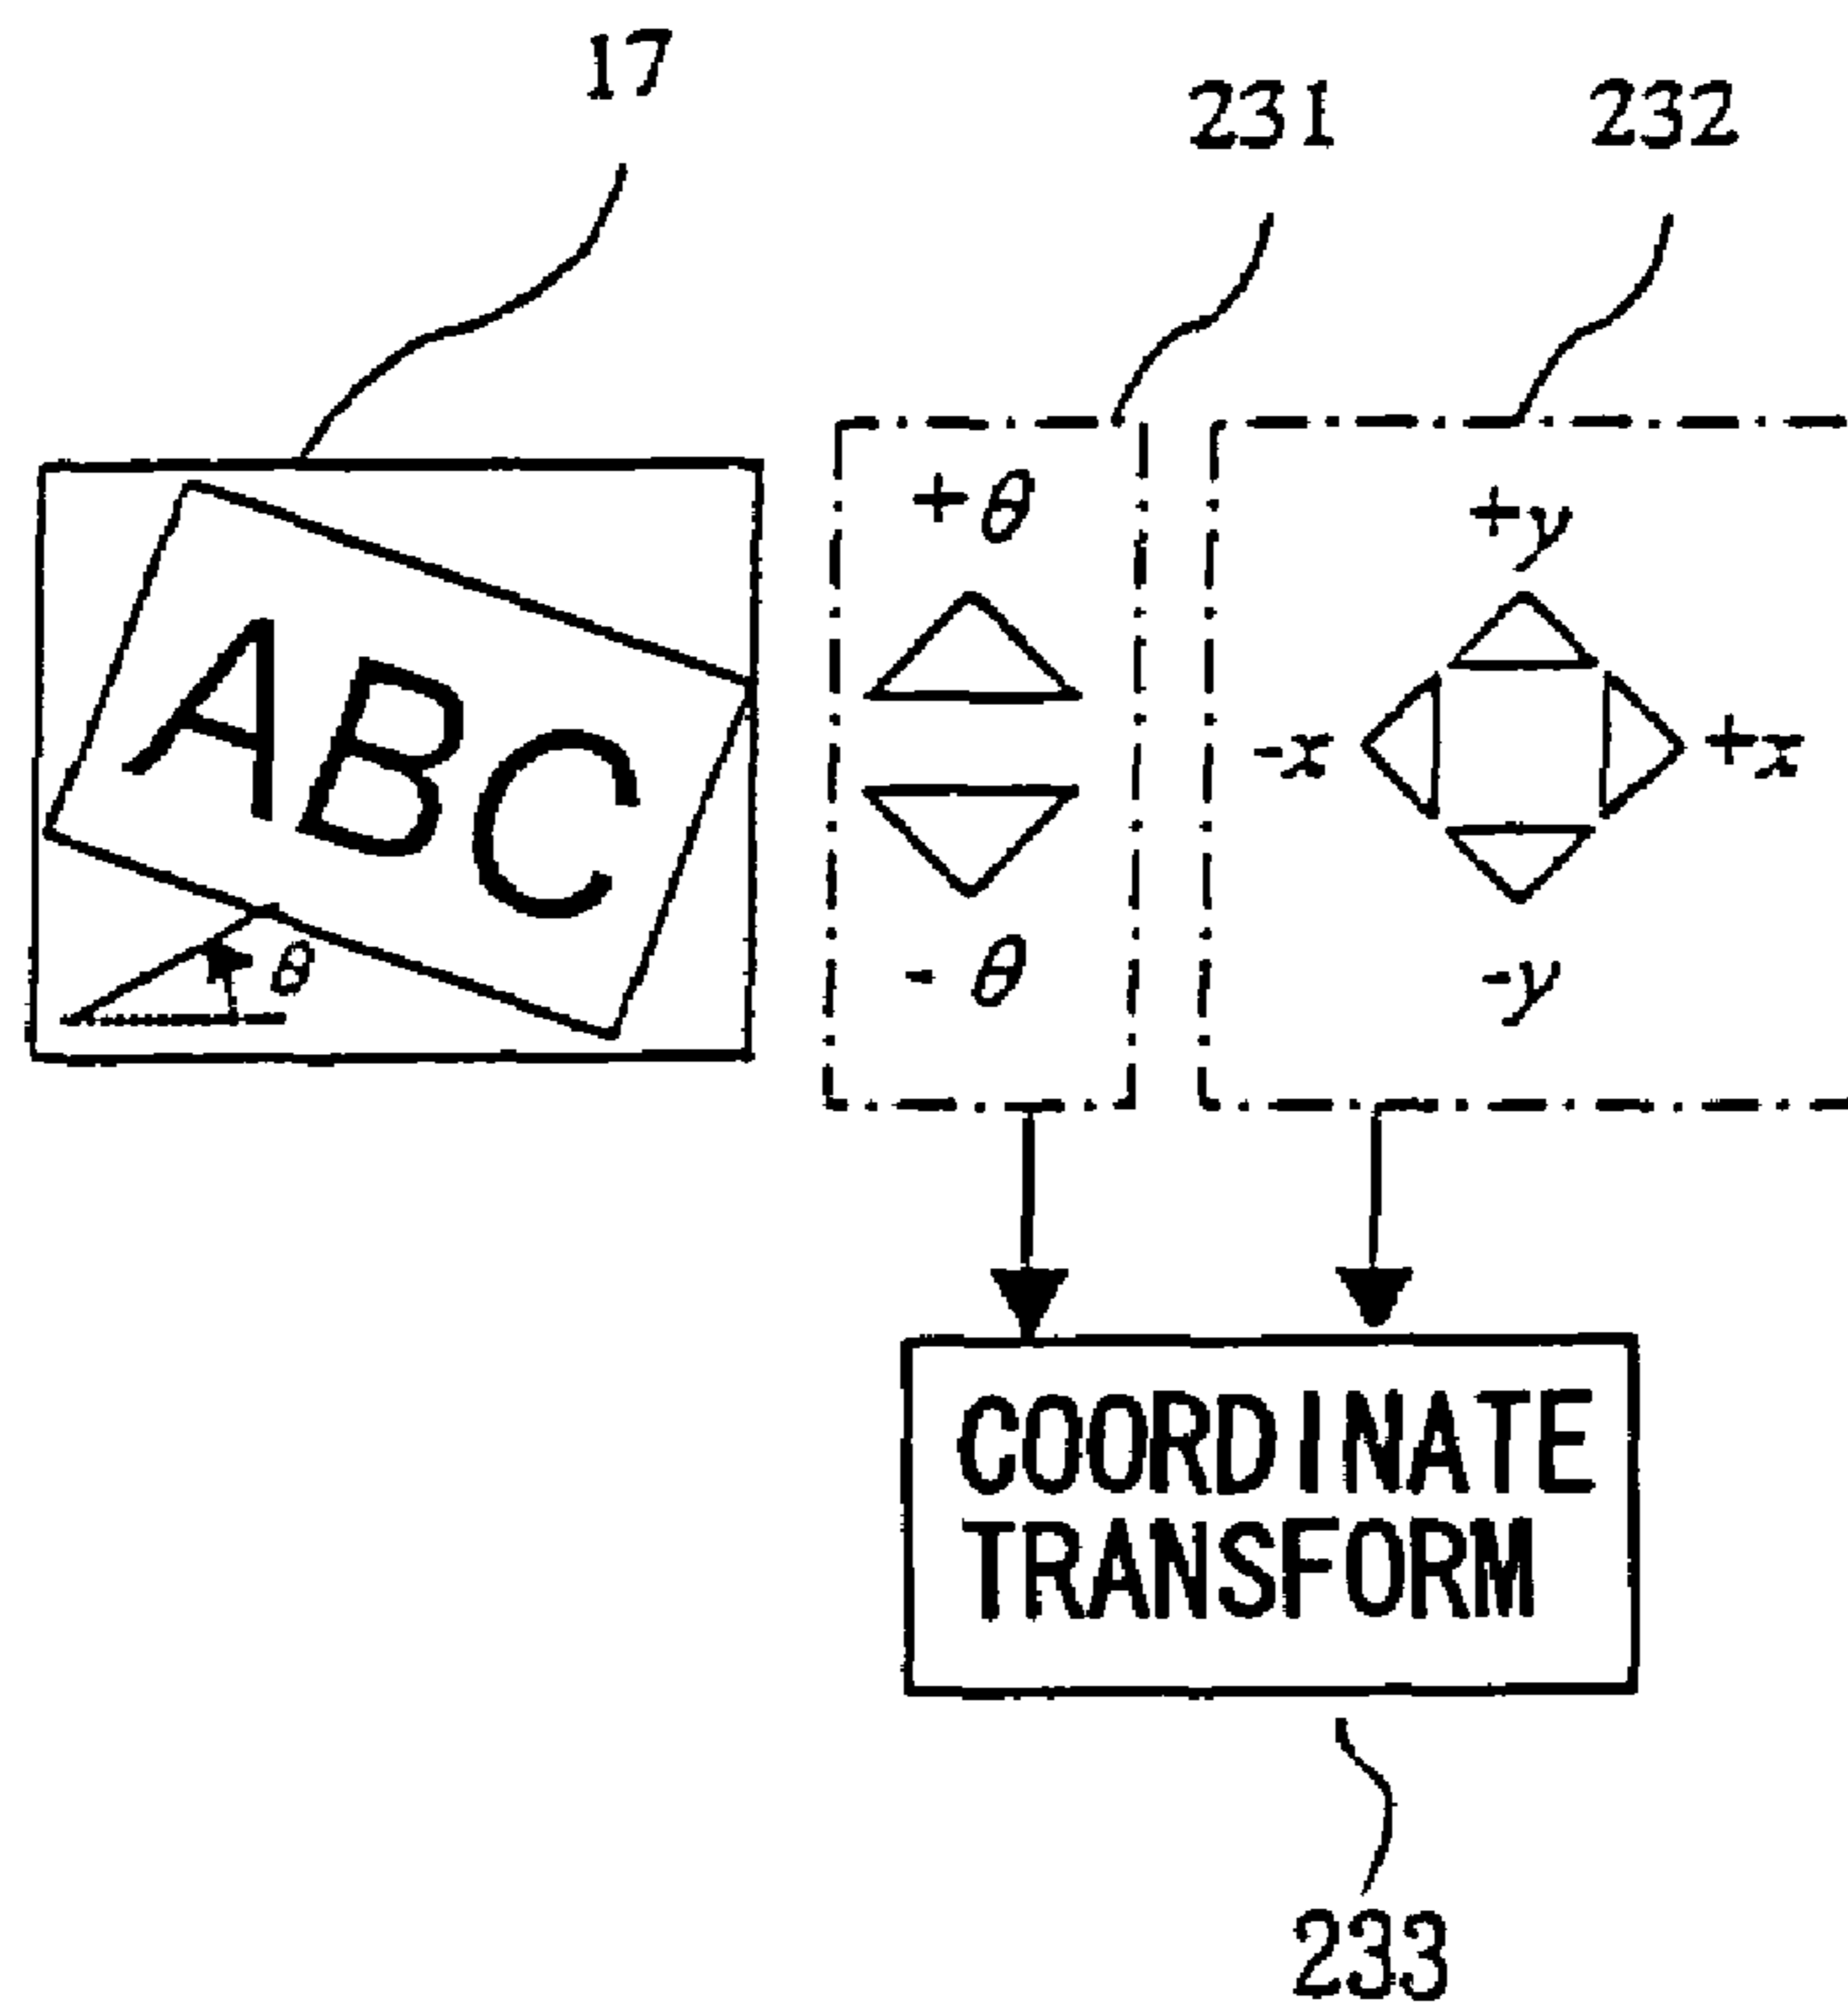 17
231
232
ABC
θ
+θ
-θ
+y
-x
+x
-y
COORDINATE
TRANSFORM
233